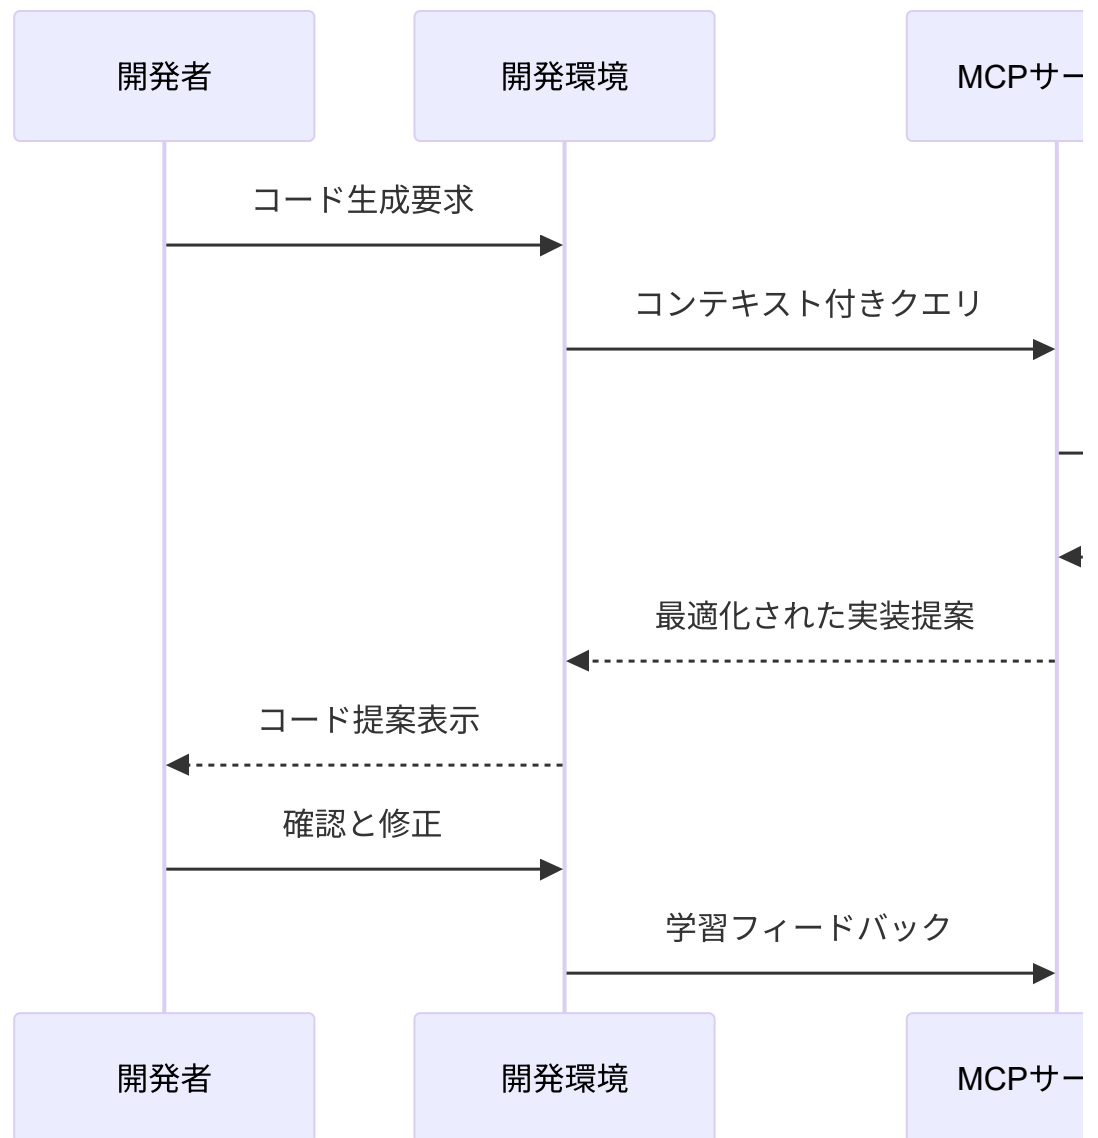 開発者
開発環境
MCPサー
コード生成要求
コンテキスト付きクエリ
最適化された実装提案
コード提案表示
確認と修正
学習フィードバック
開発者
開発環境
MCPサー